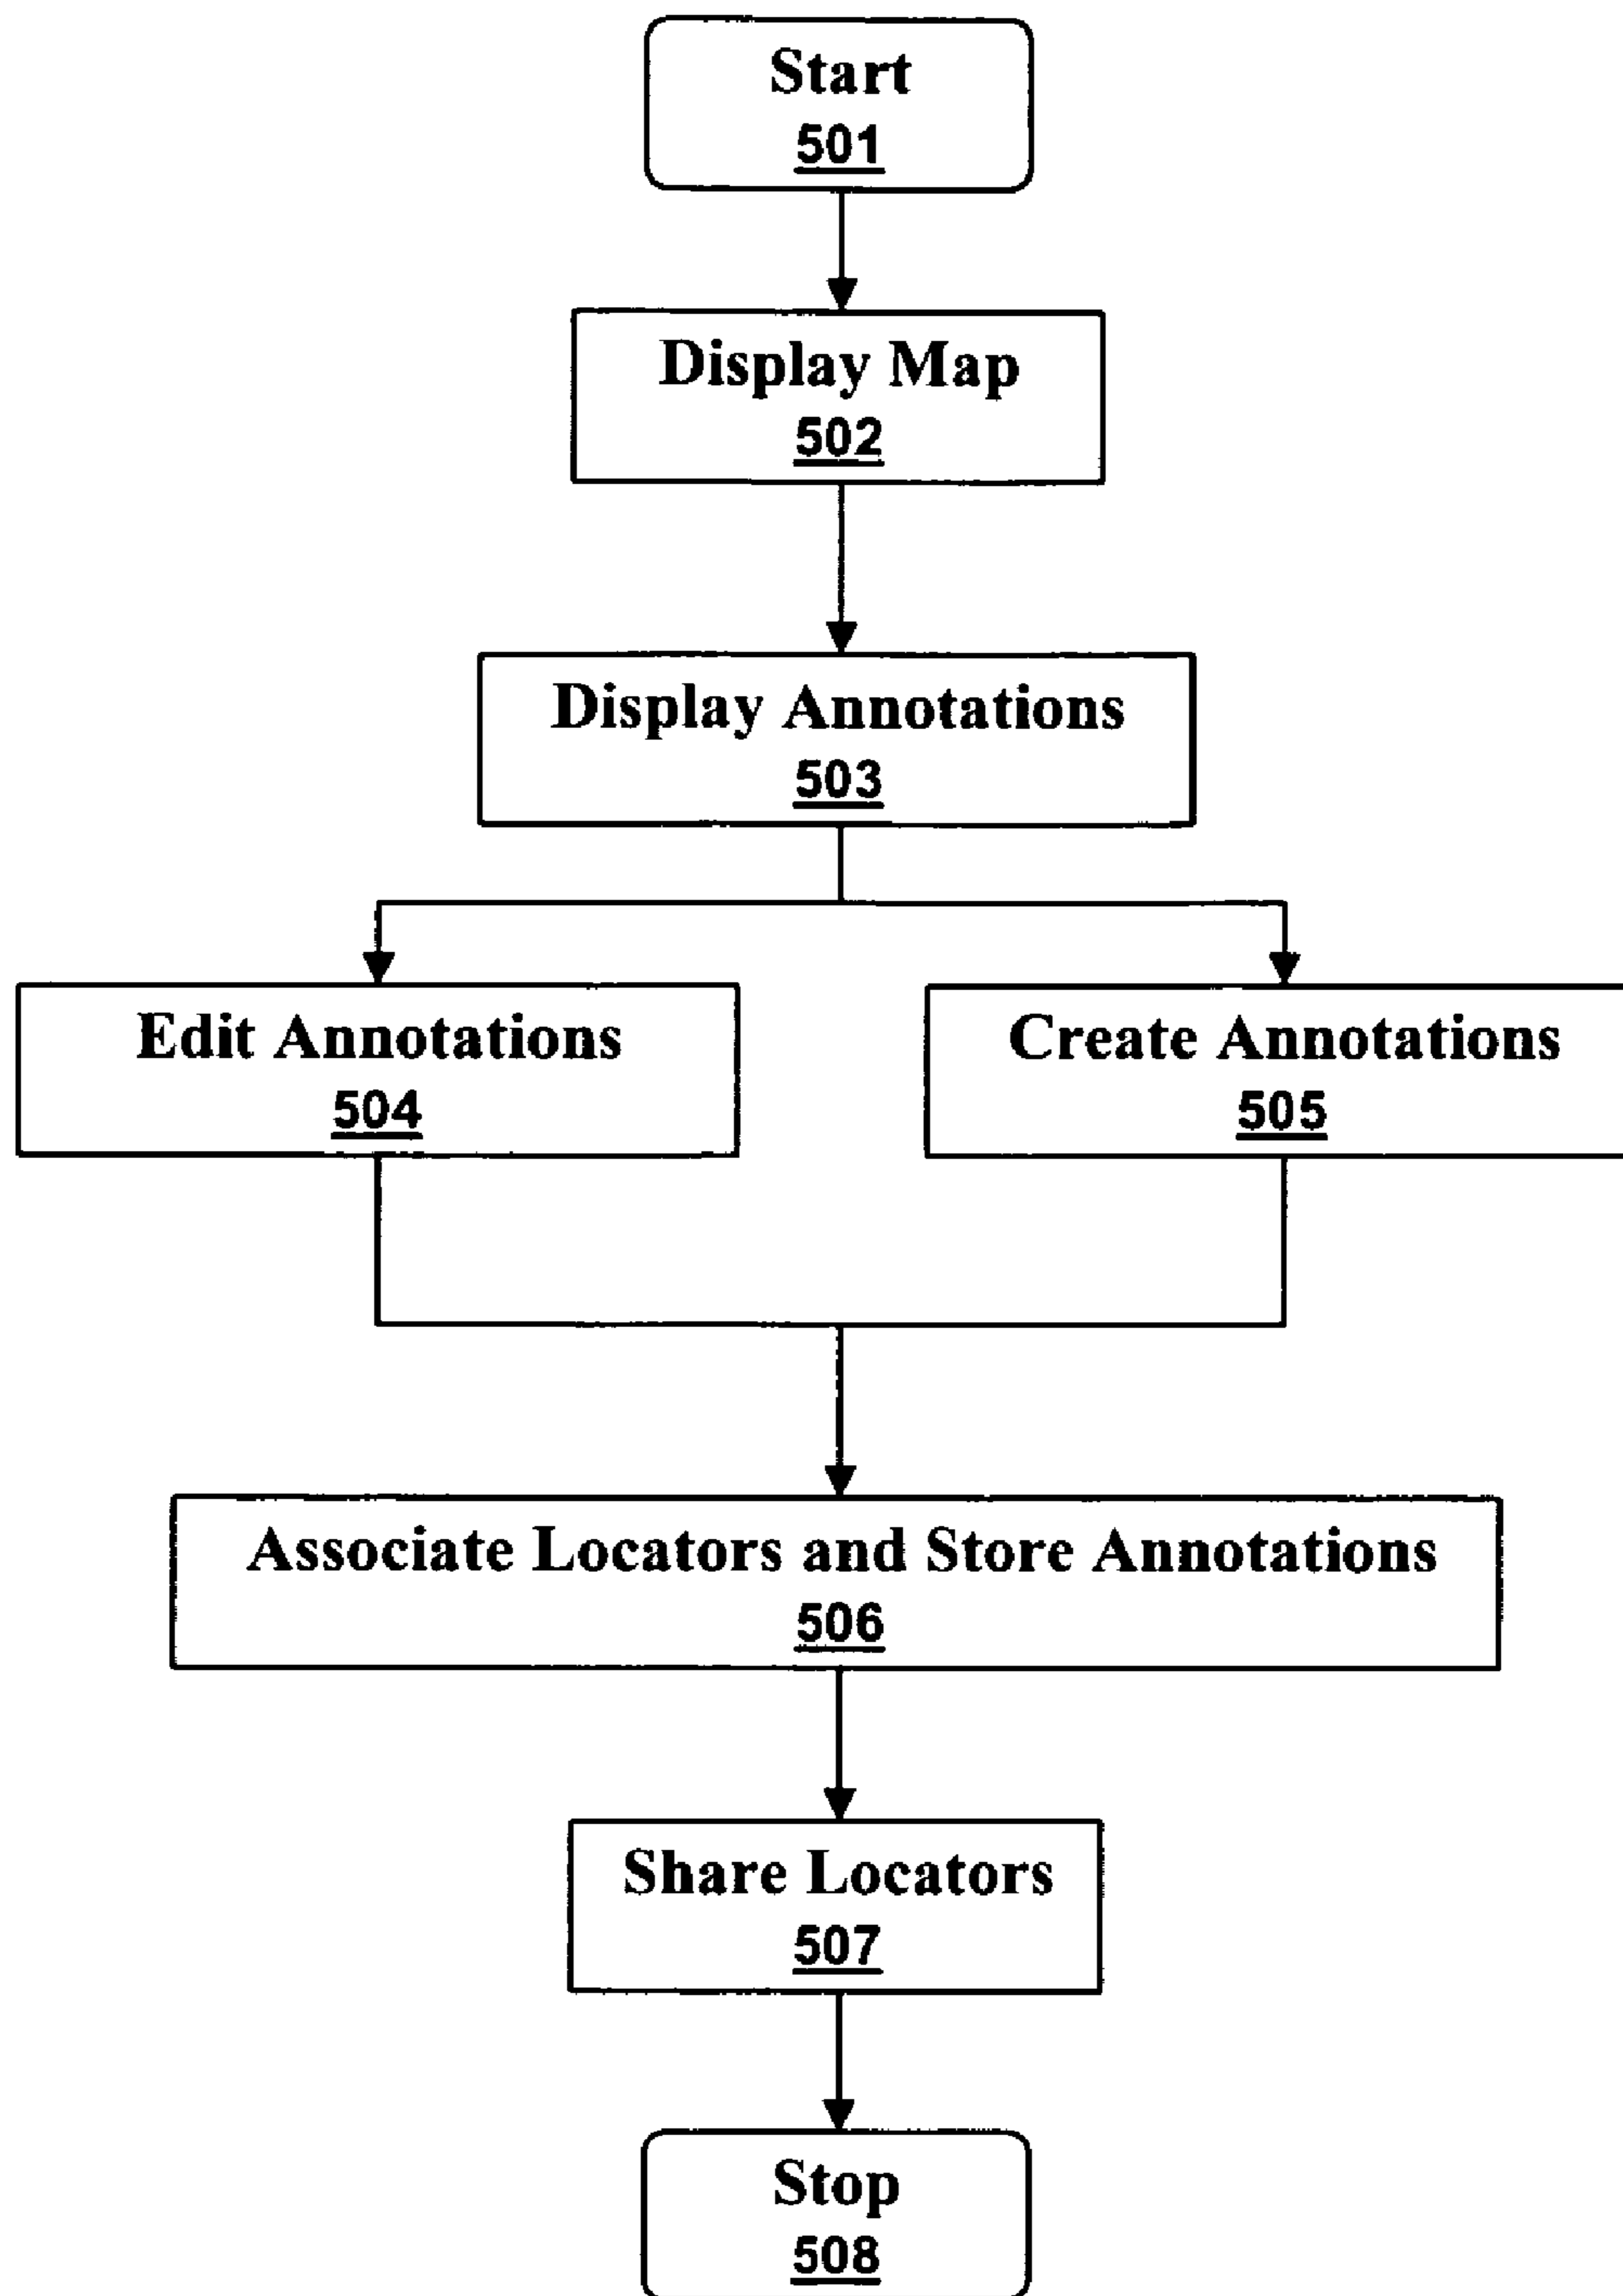 Start
501
Display Map
502
Display Annotations
503
Edit Annotations
504
Create Annotations
505
Associate Locators and Store Annotations
506
Share Locators
507
Stop
508